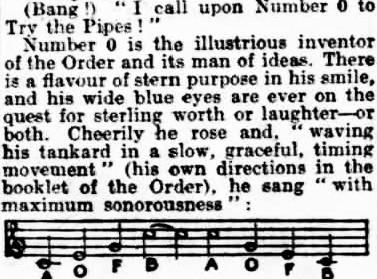 (Bang !) " I call upon Number 0 to
Try the Pipes ! "
Number 0 is the illustrious inventor
of the Order and its man of ideas. There
is a flavour of stern purpose in his smile,
and his wide blue eyes are ever on the
quest for sterling worth or laughter—or
both. Cheerily he rose and, " waving
his tankard in a slow, graceful, timing
movement " (his own directions in the
booklet of the Order), he sang " with
maximum sonorousness " :
A O F B A O F B